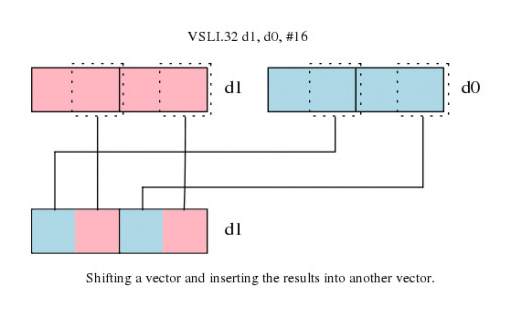 VSLI.32 d1, d0, #16
d1
d0
d1
Shifting a vector and inserting the results into another vector.